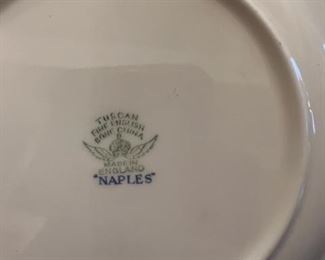 TUSCAN
FINE ENGLISH
BONE CHINA
MADE IN
ENGLAND
"NAPLES"